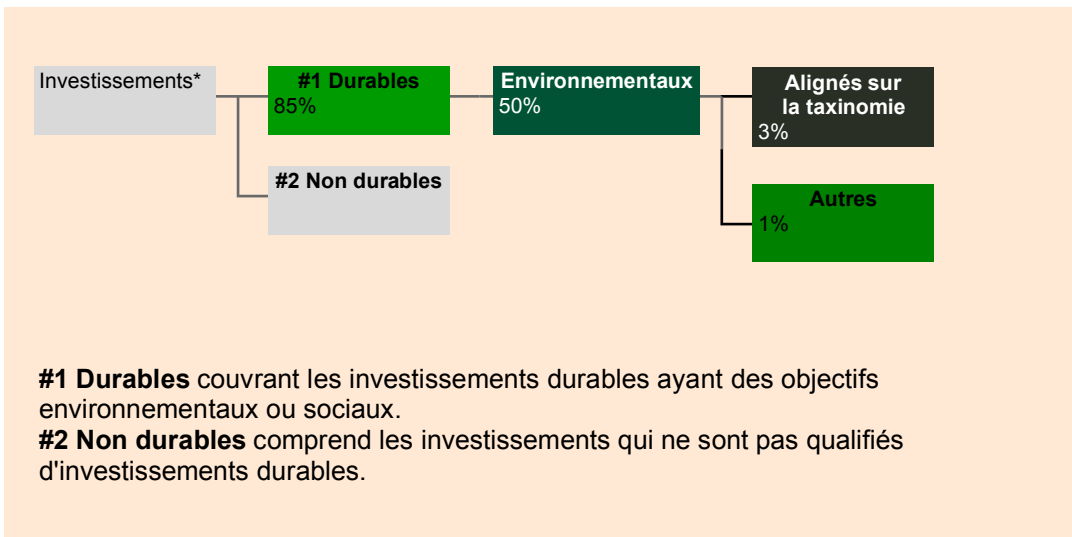 Investissements*
#1 Durables
85%
Environnementaux
50%
Alignés sur
la taxinomie
3%
#2 Non durables
Autres
1%
#1 Durables couvrant les investissements durables ayant des objectifs
environnementaux ou sociaux.
#2 Non durables comprend les investissements qui ne sont pas qualifiés
d'investissements durables.